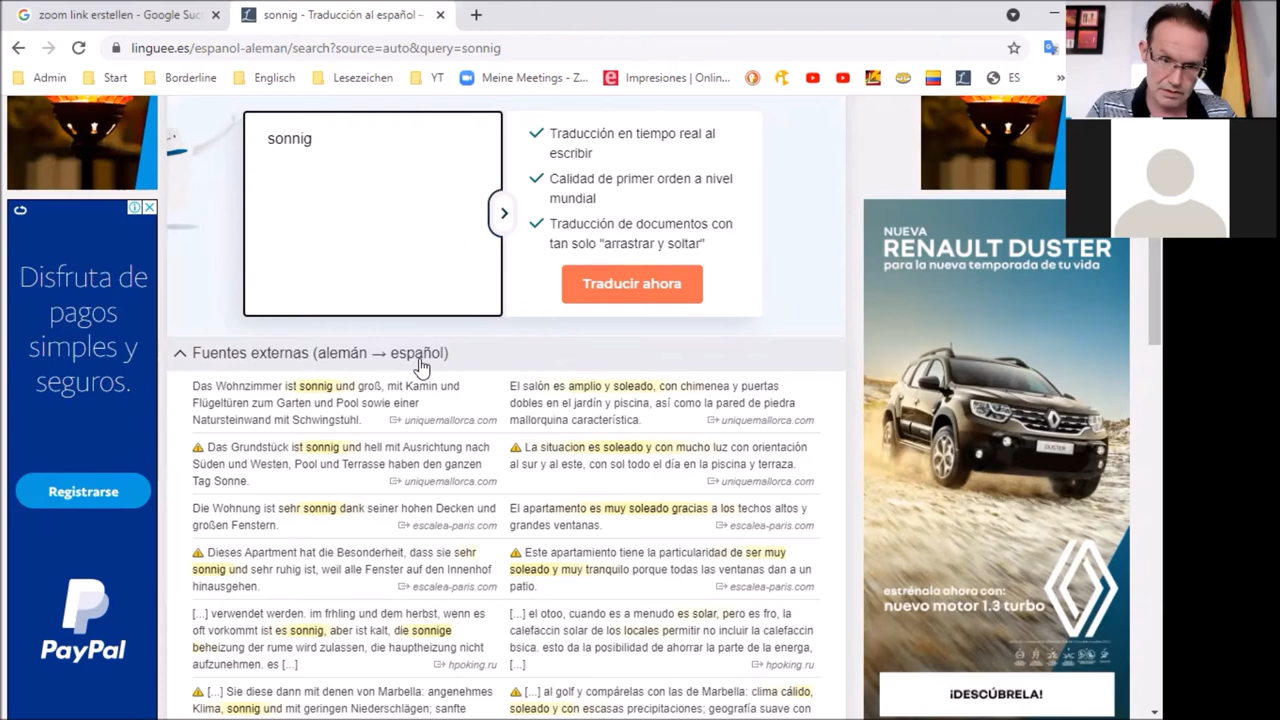 zoom link erstellen - Google Suc
sonnig - Traducción al español –
linguee.es/espanol-aleman/search?source=auto&query=sonnig
Admin
Start
Borderline
Englisch
Lesezeichen
YT
Meine Meetings - Z...
Impresiones | Onlin...
ES
»
sonnig
Traducción en tiempo real al
escribir
Calidad de primer orden a nivel
mundial
Traducción de documentos con
tan solo "arrastrar y soltar"
Traducir ahora
Fuentes externas (alemán → español)
Das Wohnzimmer ist sonnig und groß, mit Kamin und
Flügeltüren zum Garten und Pool sowie einer
Natursteinwand mit Schwingstuhl.
uniquemallorca.com
El salón es amplio y soleado, con chimenea y puertas
dobles en el jardín y piscina, así como la pared de piedra
mallorquina característica.
uniquemallorca.com
Das Grundstück ist sonnig und hell mit Ausrichtung nach
Süden und Westen, Pool und Terrasse haben den ganzen
Tag Sonne.
uniquemallorca.com
La situacion es soleado y con mucho luz con orientación
al sur y al este, con sol todo el día en la piscina y terraza.
uniquemallorca.com
Die Wohnung ist sehr sonnig dank seiner hohen Decken und
großen Fenstern.
escalea-paris.com
El apartamento es muy soleado gracias a los techos altos y
grandes ventanas.
escalea-paris.com
Dieses Apartment hat die Besonderheit, dass sie sehr
sonnig und sehr ruhig ist, weil alle Fenster auf den Innenhof
hinausgehen.
escalea-paris.com
Este apartamiento tiene la particularidad de ser muy
soleado y muy tranquilo porque todas las ventanas dan a un
patio.
escalea-paris.com
[...] verwendet werden. im frhling und dem herbst, wenn es
oft vorkommt ist es sonnig, aber ist kalt, die sonnige
beheizung der rume wird zulassen, die hauptheizung nicht
aufzunehmen. es [...]
hpoking.ru
[...] el otoo, cuando es a menudo es solar, pero es fro, la
calefaccin solar de los locales permitir no incluir la calefaccin
bsica. esto da la posibilidad de ahorrar la parte de la energa,
[...]
hpoking.ru
[...] Sie diese dann mit denen von Marbella: angenehmes
Klima, sonnig und mit geringen Niederschlägen; sanfte
[...] al golf y compárelas con las de Marbella: clima cálido,
soleado y con escasas precipitaciones; geografía suave con
Disfruta de
pagos
simples y
seguros.
Registrarse
PayPal
NUEVA
RENAULT DUSTER
para la nueva temporada de tu vida
DUSTER
estrénala ahora con:
nuevo motor 1.3 turbo
¡DESCÚBRELA!